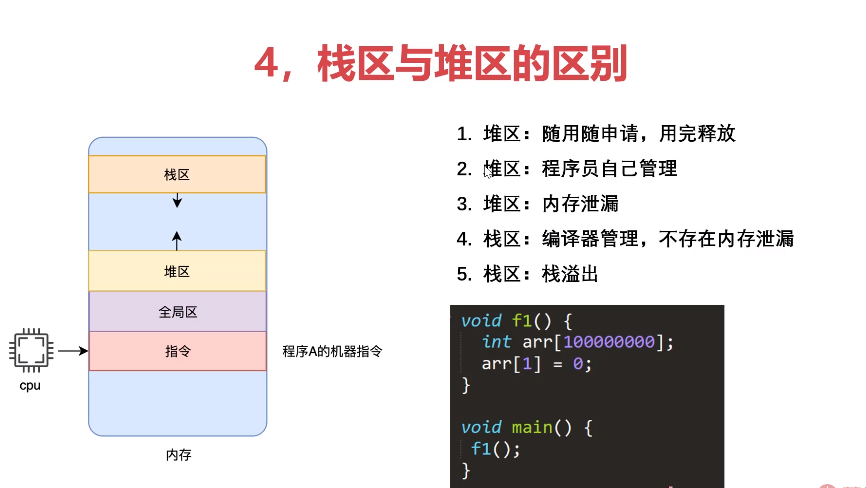 4，栈区与堆区的区别
1. 堆区：随用随申请，用完释放
2. 堆区：程序员自己管理
3. 堆区：内存泄漏
4. 栈区：编译器管理，不存在内存泄漏
5. 栈区：栈溢出
栈区
堆区
全局区
指令
程序A的机器指令
cpu
内存
void f1() {
int arr[100000000];
arr[1] = 0;
}
void main() {
f1();
}